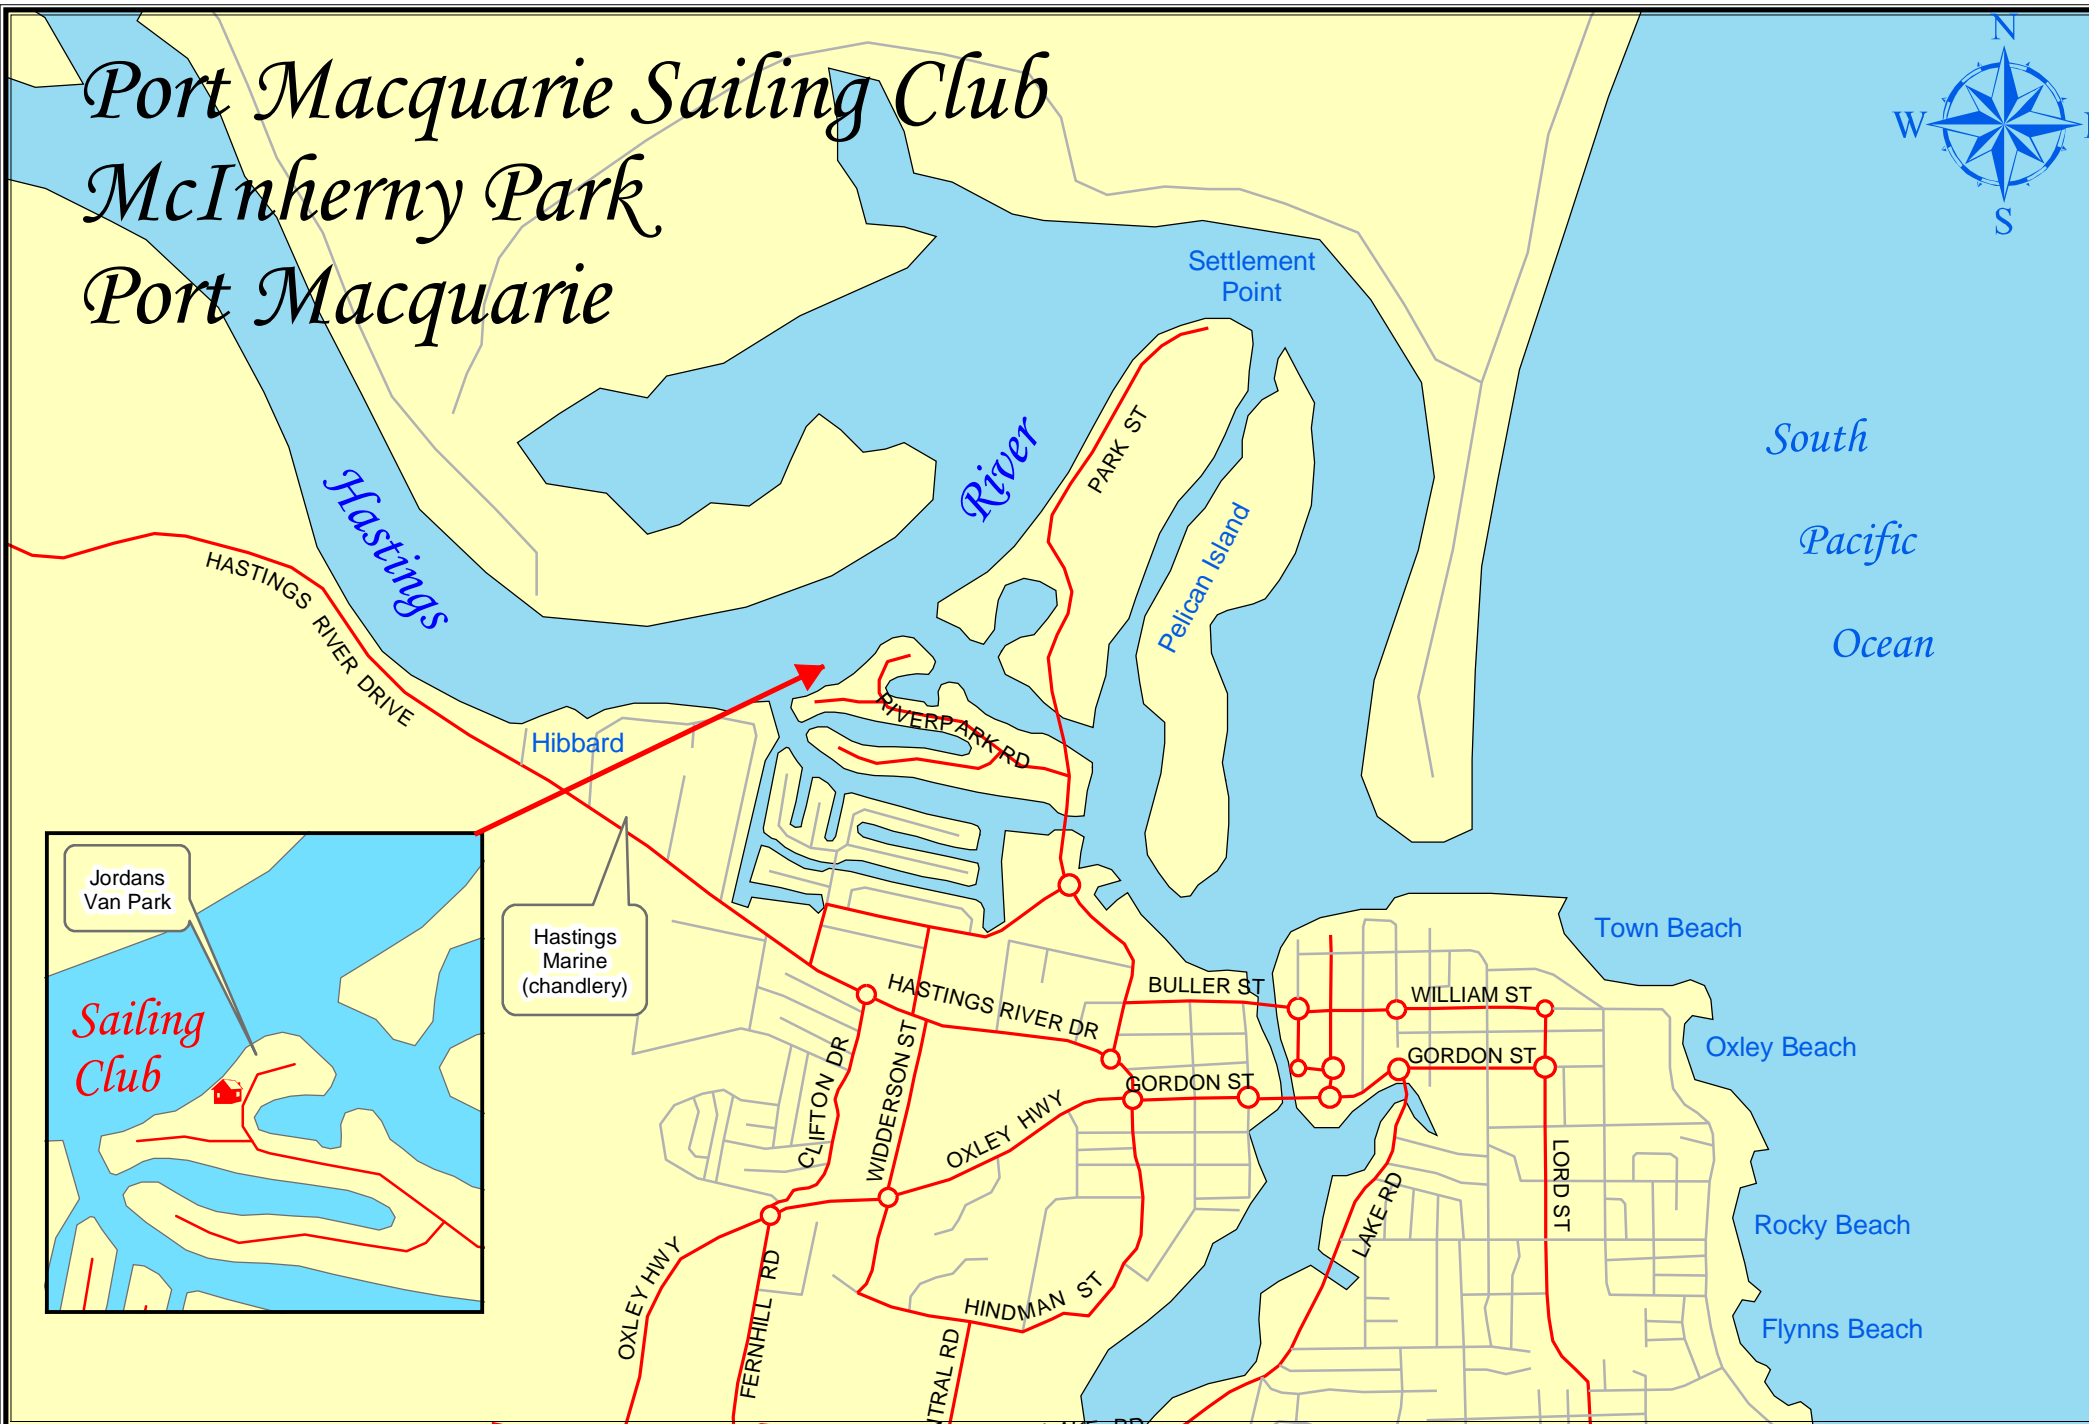 Port Macquarie Sailing Club
McInherny Park
Port Macquarie
N
W
S
Settlement
Point
PARK ST
River
Hastings
South
Pacific
Ocean
Pelican Island
HASTINGS RIVER DRIVE
Hibbard
RIVERPARK RD
Jordans
Van Park
Sailing
Club
Hastings
Marine
(chandlery)
Town Beach
HASTINGS RIVER DR
BULLER ST
WILLIAM ST
Oxley Beach
GORDON ST
GORDON ST
CLIFTON DR
WIDDERSON ST
OXLEY HWY
LORD ST
LAKE RD
Rocky Beach
OXLEY HWY
FERNHILL RD
HINDMAN ST
Flynns Beach
NTRAL RD
RD